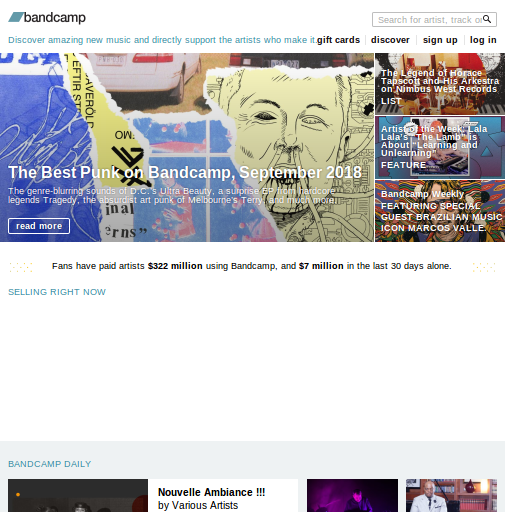 bandcamp
Search for artist, track or
Discover amazing new music and directly support the artists who make it.
gift cards
discover
sign up
log in
The Best Punk on Bandcamp, September 2018
The genre-blurring sounds of D.C.'s Ultra Beauty, a surprise EP from hardcore
legends Tragedy, the absurdist art punk of Melbourne's Terry, and much more.
read more
The Legend of Horace
Tapscott and His Arkestra
on Nimbus West Records
LIST
Artist of the Week: Lala
Lala's "The Lamb" is
About "Learning and
Unlearning"
FEATURE
Bandcamp Weekly
FEATURING SPECIAL
GUEST BRAZILIAN MUSIC
ICON MARCOS VALLE.
Fans have paid artists $322 million using Bandcamp, and $7 million in the last 30 days alone.
SELLING RIGHT NOW
BANDCAMP DAILY
Nouvelle Ambiance !!!
by Various Artists